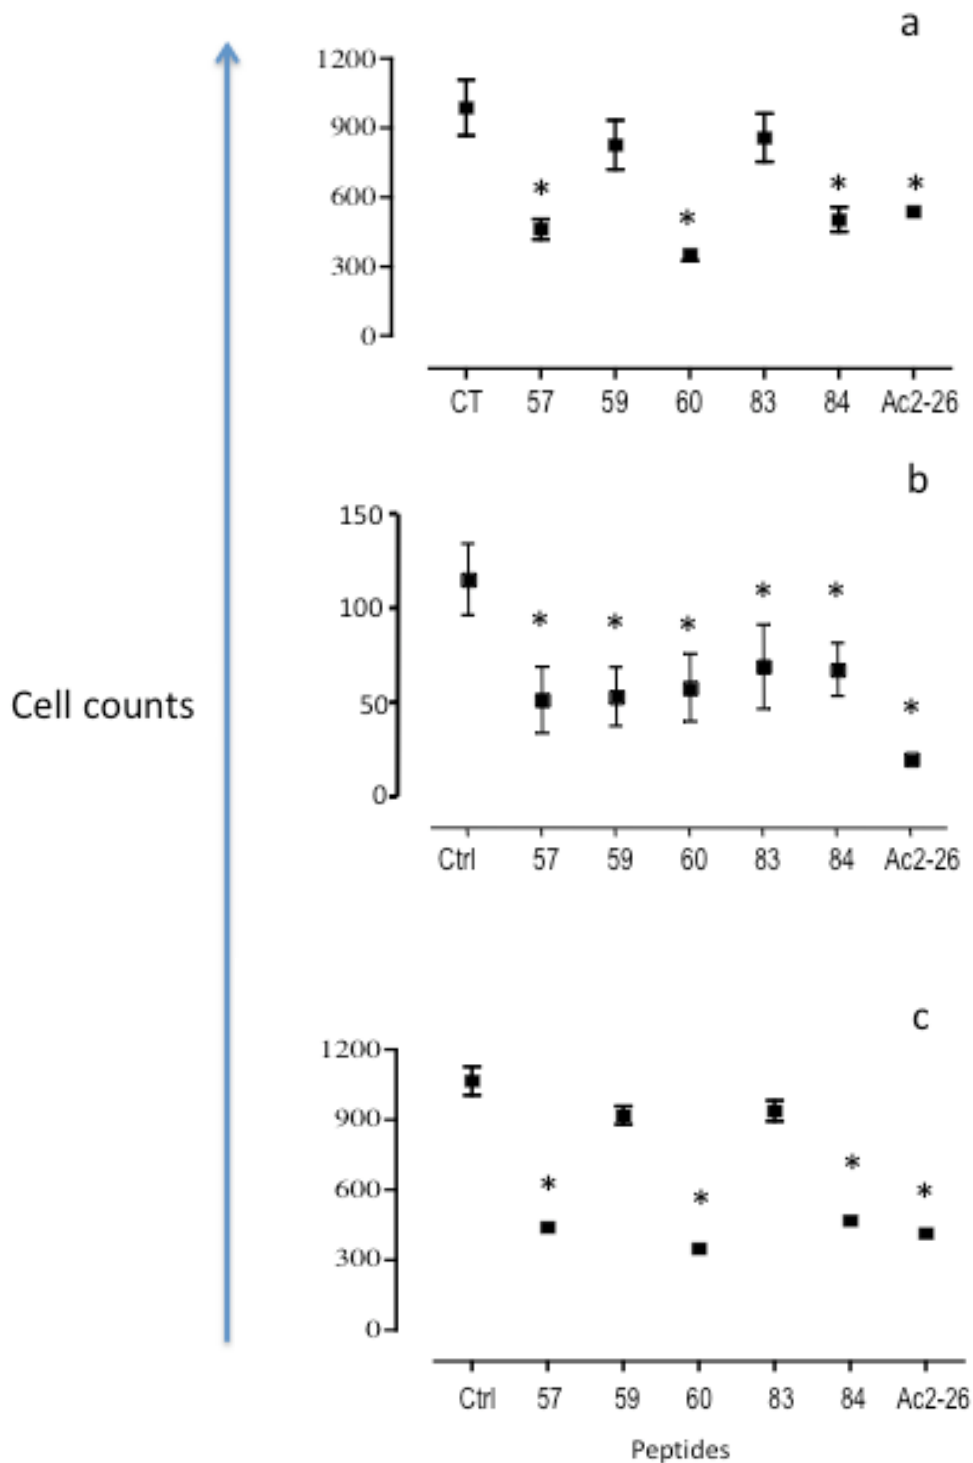 a
1200
900
600
300
0
* * * *
CT 57 59 60 83 84 Ac2-26
b
150
100
50
0
* * * * * *
Ctrl 57 59 60 83 84 Ac2-26
Cell counts
c
1200
900
600
300
0
* * * *
Ctrl 57 59 60 83 84 Ac2-26
Peptides